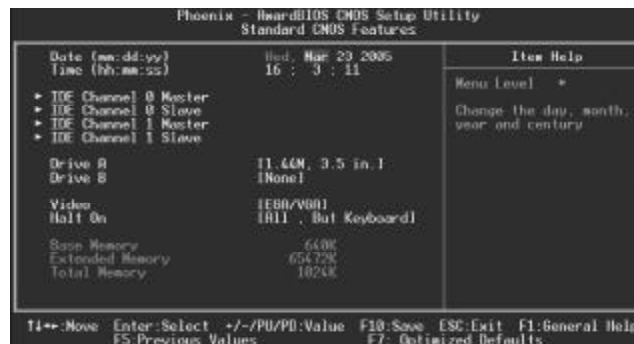 Phoenix - AwardBIOS CMOS Setup Utility
Standard CMOS Features
Date (mm:dd:yy) Wed, Mar 23 2005
Time (hh:mm:ss) 16 : 3 : 11
► IDE Channel 0 Master
► IDE Channel 0 Slave
► IDE Channel 1 Master
► IDE Channel 1 Slave
Drive A [1.44M, 3.5 in.]
Drive B [None]
Video [EGA/VGA]
Halt On [All , But Keyboard]
Base Memory 640K
Extended Memory 65472K
Total Memory 1024K
Item Help
Menu Level ►
Change the day, month,
year and century
↑↓←→:Move Enter:Select +/-/PU/PD:Value F10:Save ESC:Exit F1:General Help
F5:Previous Values F7: Optimized Defaults